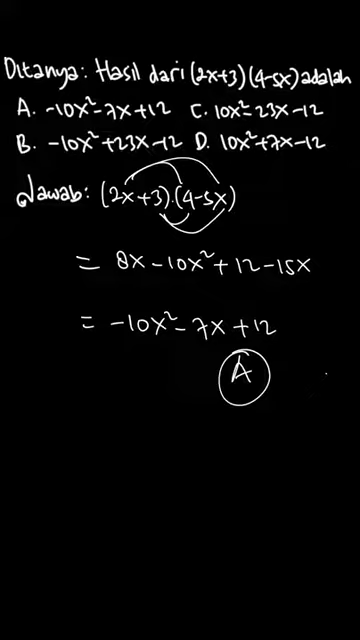 Ditanya: Hasil dari (2x+3)(4-5x) adalah
A. -10x²-7x+12 C. 10x²-23x-12
B. -10x²+23x-12 D. 10x²+7x-12
Jawab: (2x+3).(4-5x)
= 8x-10x²+12-15x
= -10x²-7x+12
A